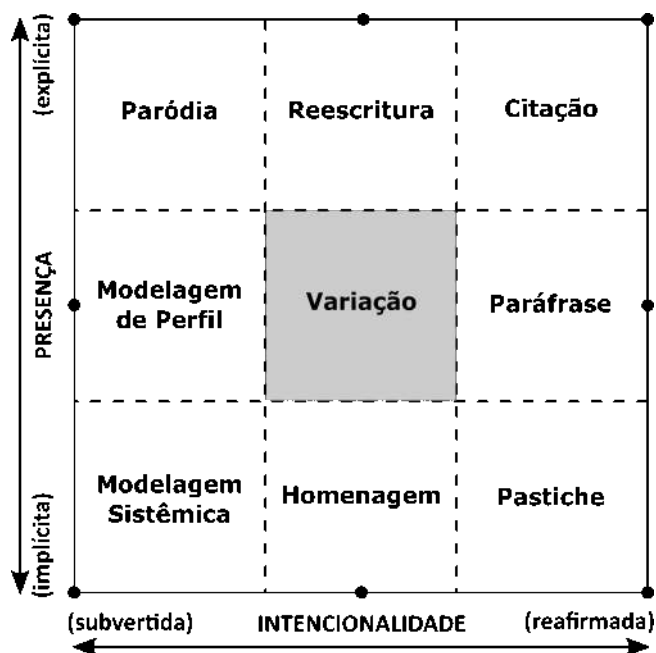 (explícita)
Paródia
Reescritura
Citação
PRESENÇA
Modelagem
de Perfil
Variação
Paráfrase
Modelagem
Sistêmica
Homenagem
Pastiche
(implícita)
(subvertida)
INTENCIONALIDADE
(reafirmada)